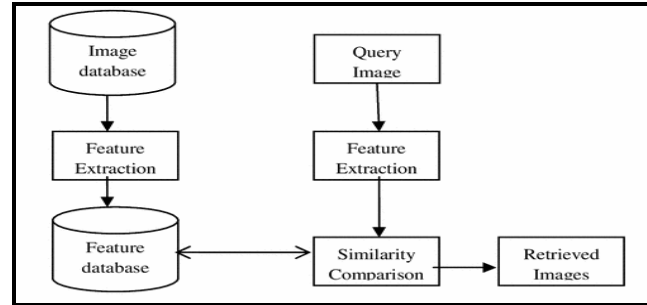 Image
database
Query
Image
Feature
Extraction
Feature
Extraction
Feature
database
Similarity
Comparison
Retrieved
Images